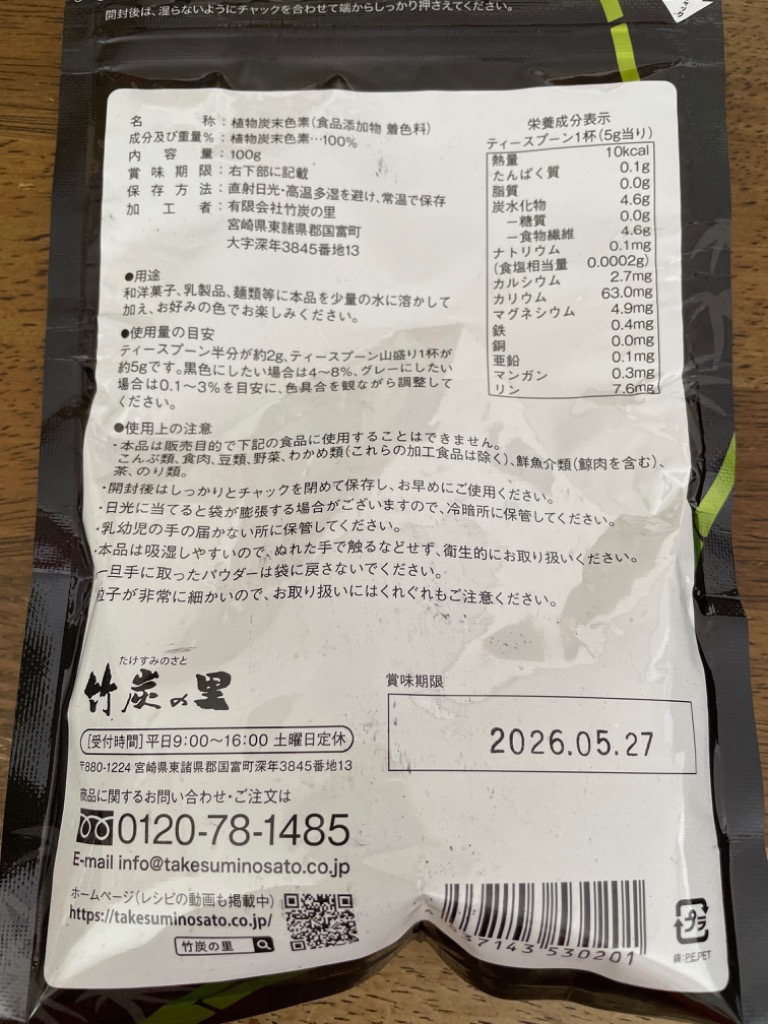 開封後は、湿らないようにチャックを合わせて端からしっかり押さえてください。
名称：植物炭末色素（食品添加物 着色料）
成分及び重量%：植物炭末色素…100%
内容量：100g
賞味期限：右下部に記載
保存方法：直射日光・高温多湿を避け、常温で保存
加工者：有限会社竹炭の里
宮崎県東諸県郡国富町
大字深年3845番地13
●用途
和洋菓子、乳製品、麺類等に本品を少量の水に溶かして
加え、お好みの色でお楽しみください。
●使用量の目安
ティースプーン半分が約2g、ティースプーン山盛り1杯が
約5gです。黒色にしたい場合は4～8%、グレーにしたい
場合は0.1～3%を目安に、色具合を観ながら調整して
ください。
栄養成分表示
ティースプーン1杯（5g当り）
熱量 10kcal
たんぱく質 0.1g
脂質 0.0g
炭水化物 4.6g
－糖質 0.0g
－食物繊維 4.6g
ナトリウム 0.1mg
（食塩相当量 0.0002g）
カルシウム 2.7mg
カリウム 63.0mg
マグネシウム 4.9mg
鉄 0.4mg
銅 0.0mg
亜鉛 0.1mg
マンガン 0.3mg
リン 7.6mg
●使用上の注意
・本品は販売目的で下記の食品に使用することはできません。
こんぶ類、食肉、豆類、野菜、わかめ類（これらの加工食品は除く）、鮮魚介類（鯨肉を含む）、
茶、のり類。
・開封後はしっかりとチャックを閉めて保存し、お早めにご使用ください。
・日光に当てると袋が膨張する場合がございますので、冷暗所に保管してください。
・乳幼児の手の届かない所に保管してください。
・本品は吸湿しやすいので、ぬれた手で触るなどせず、衛生的にお取り扱いください。
一旦手に取ったパウダーは袋に戻さないでください。
粒子が非常に細かいので、お取り扱いにはくれぐれもご注意ください。
たけすみのさと
竹炭の里
[受付時間]平日9:00～16:00 土曜日定休
〒880-1224 宮崎県東諸県郡国富町深年3845番地13
商品に関するお問い合わせ・ご注文は
0120-78-1485
E-mail info@takesuminosato.co.jp
ホームページ（レシピの動画も掲載中）
https://takesuminosato.co.jp/
竹炭の里
賞味期限
2026.05.27
37143 530201
プラ
袋:P.E,PET